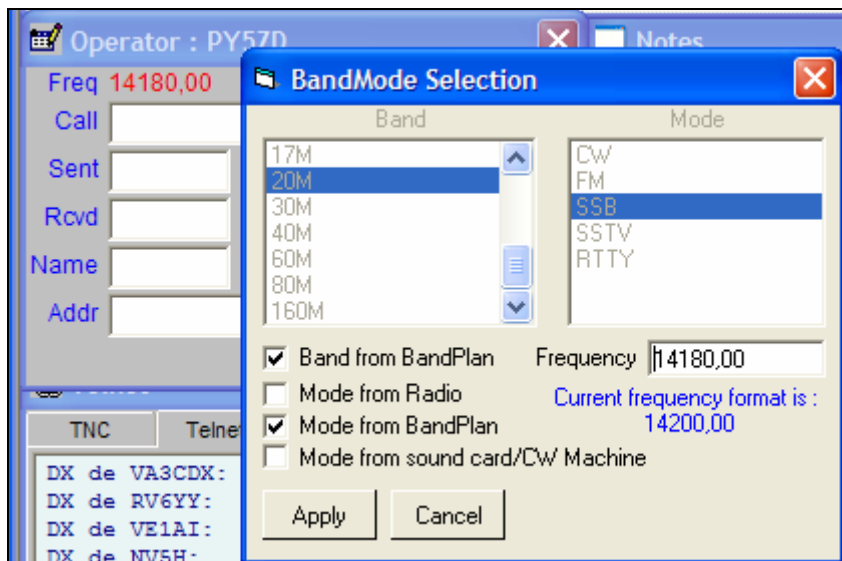 Operator : PY5ZD
Notes
Freq 14180,00
Call
Sent
Rcvd
Name
Addr
BandMode Selection
Band
17M
20M
30M
40M
60M
80M
160M
Mode
CW
FM
SSB
SSTV
RTTY
Band from BandPlan
Mode from Radio
Mode from BandPlan
Mode from sound card/CW Machine
Frequency 14180,00
Current frequency format is :
14200,00
Apply Cancel
TNC
DX de VA3CDX:
DX de RV6YY:
DX de VE1AI:
DX de NV5H: